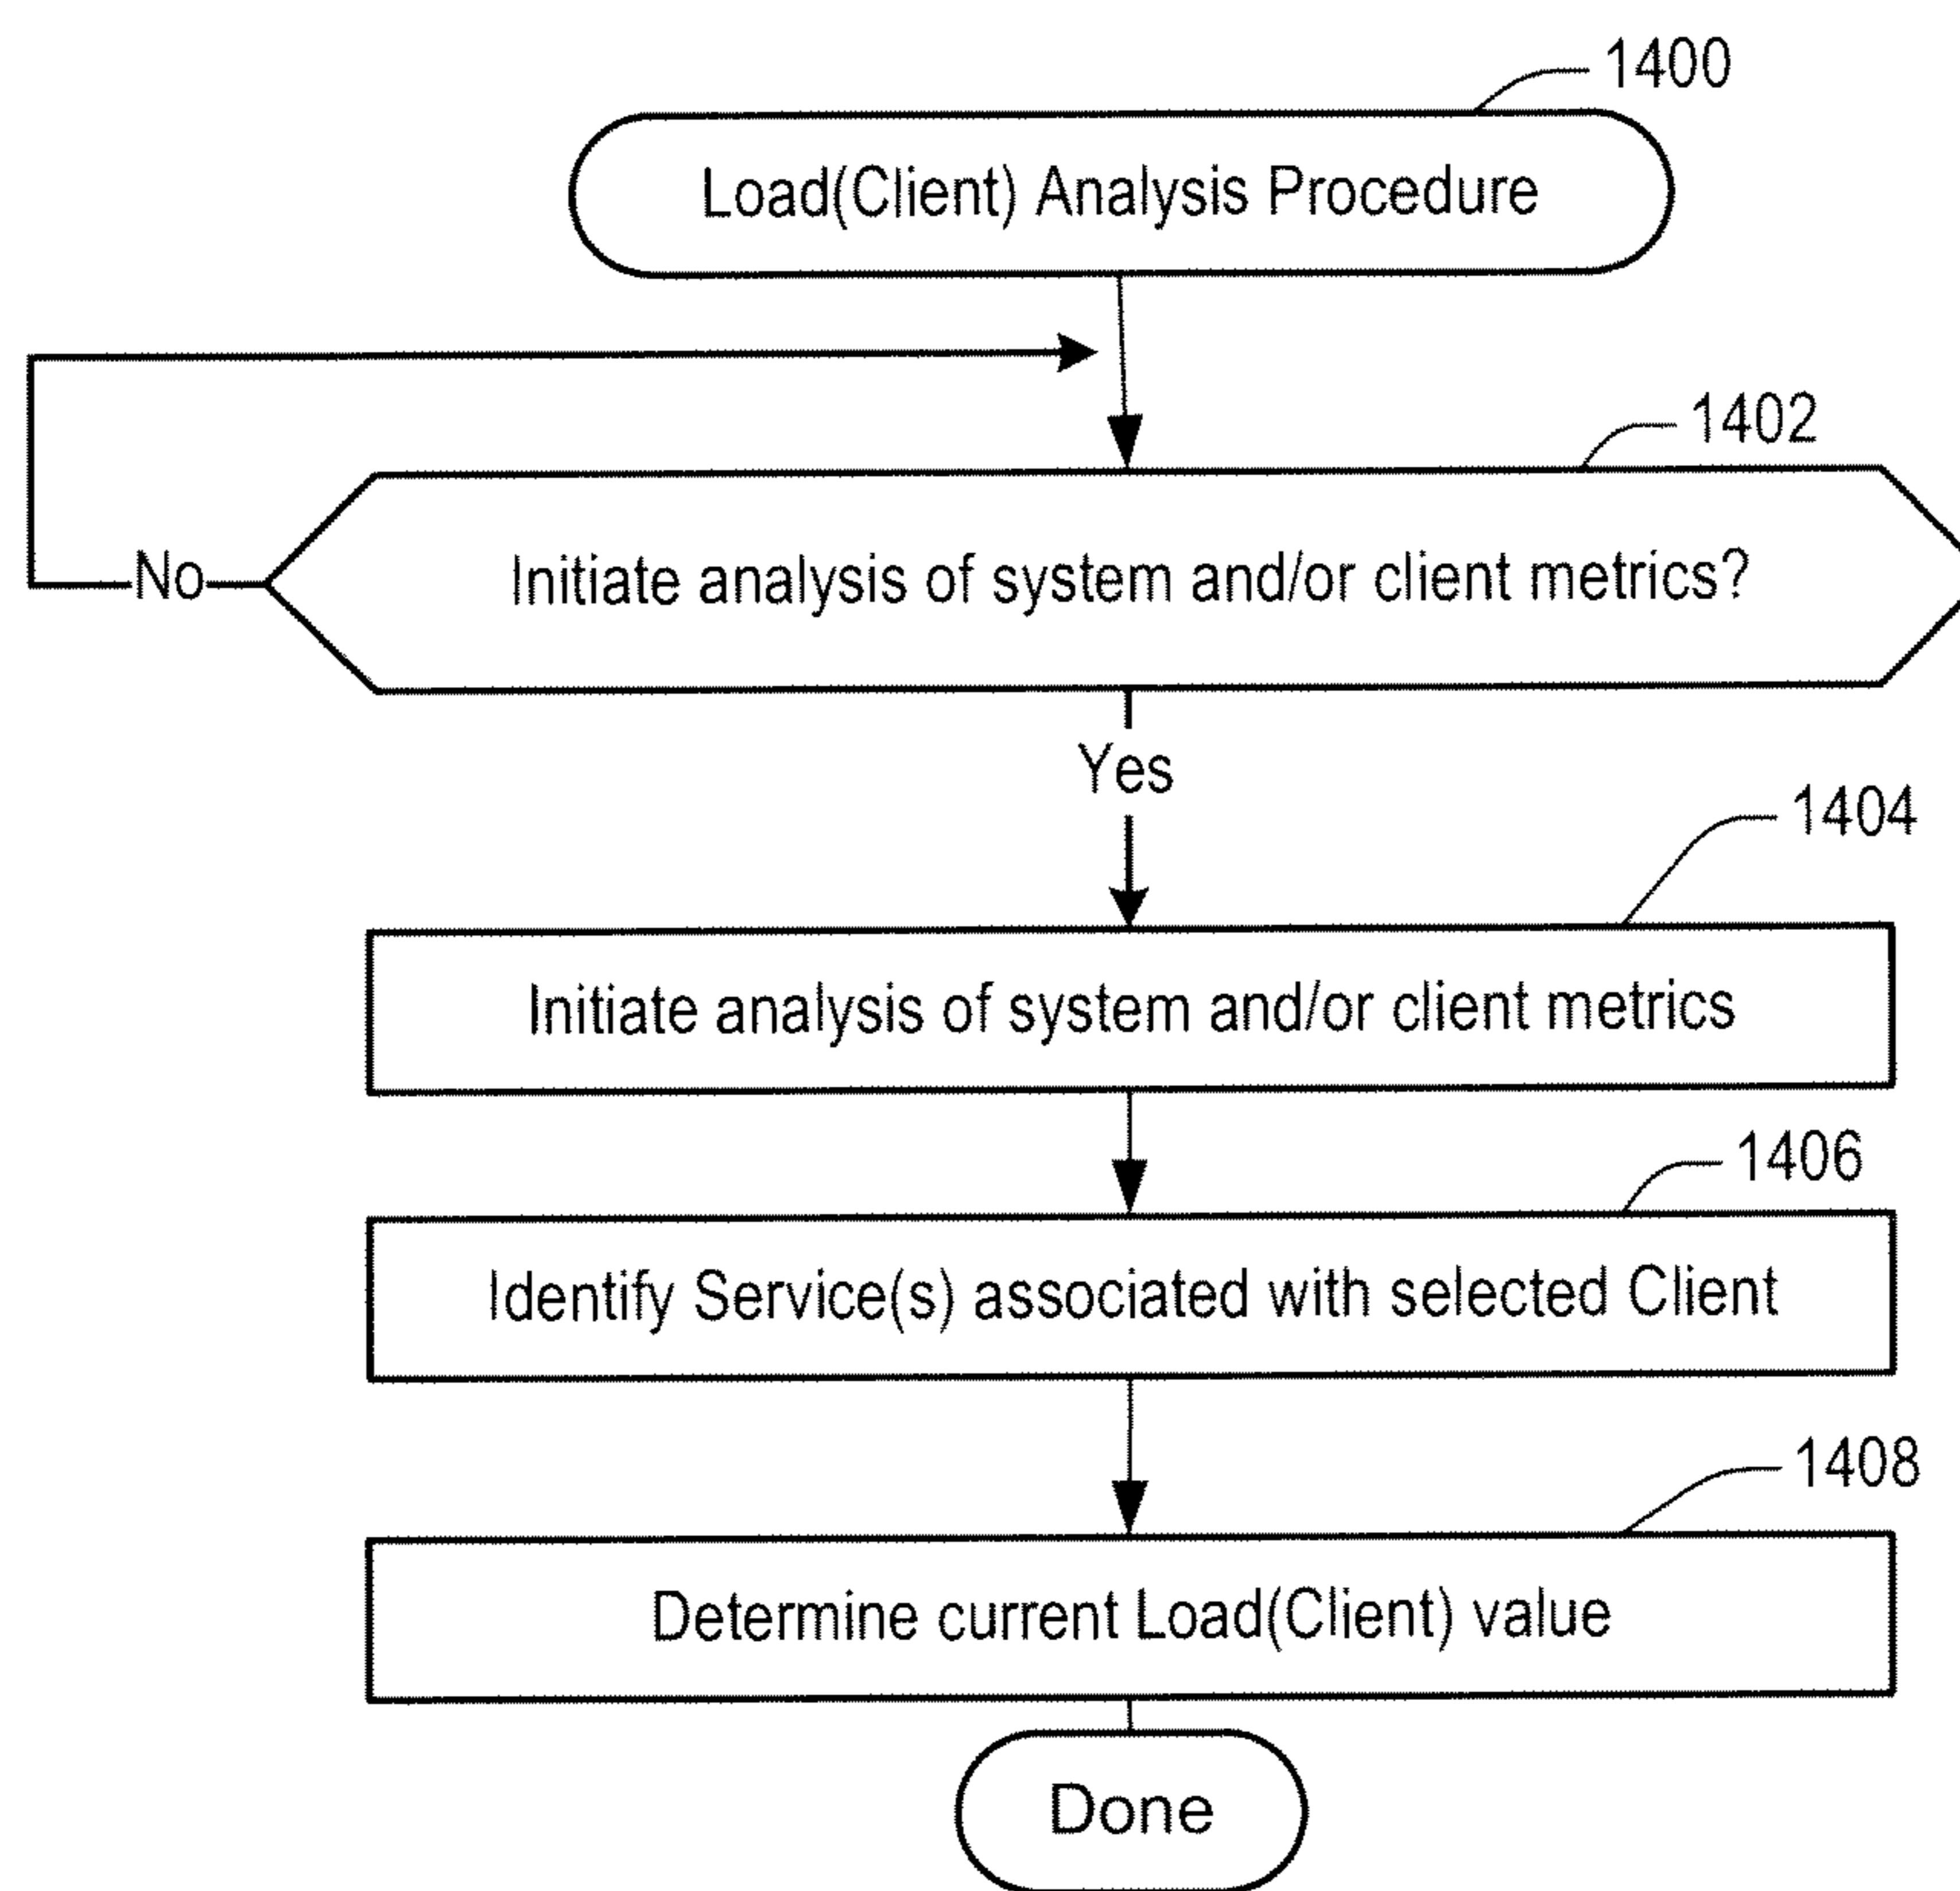 1400
Load(Client) Analysis Procedure
1402
Initiate analysis of system and/or client metrics?
No
Yes
1404
Initiate analysis of system and/or client metrics
1406
Identify Service(s) associated with selected Client
1408
Determine current Load(Client) value
Done